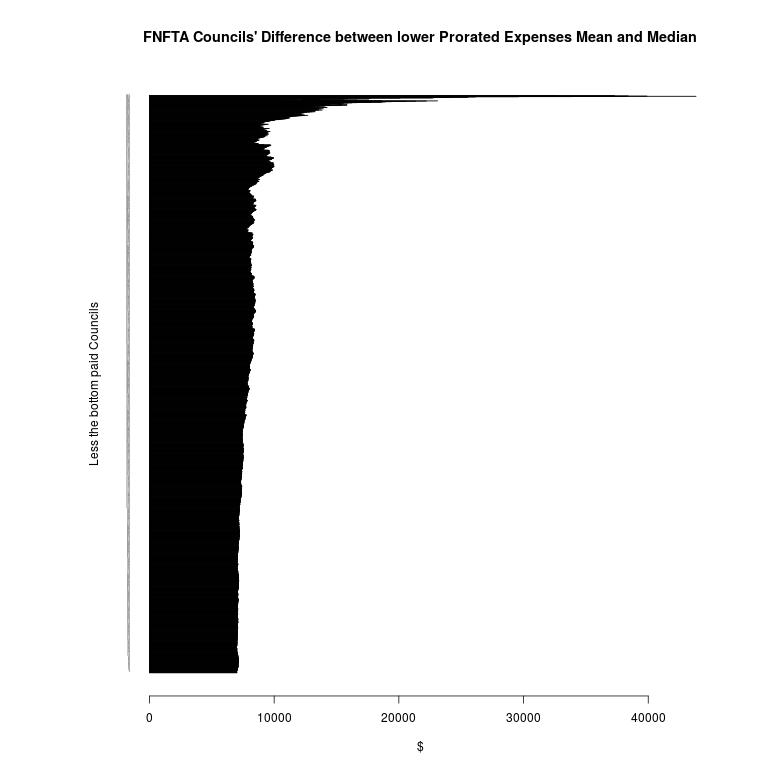 FNFTA Councils' Difference between lower Prorated Expenses Mean and Median
Less the bottom paid Councils
0 10000 20000 30000 40000
$